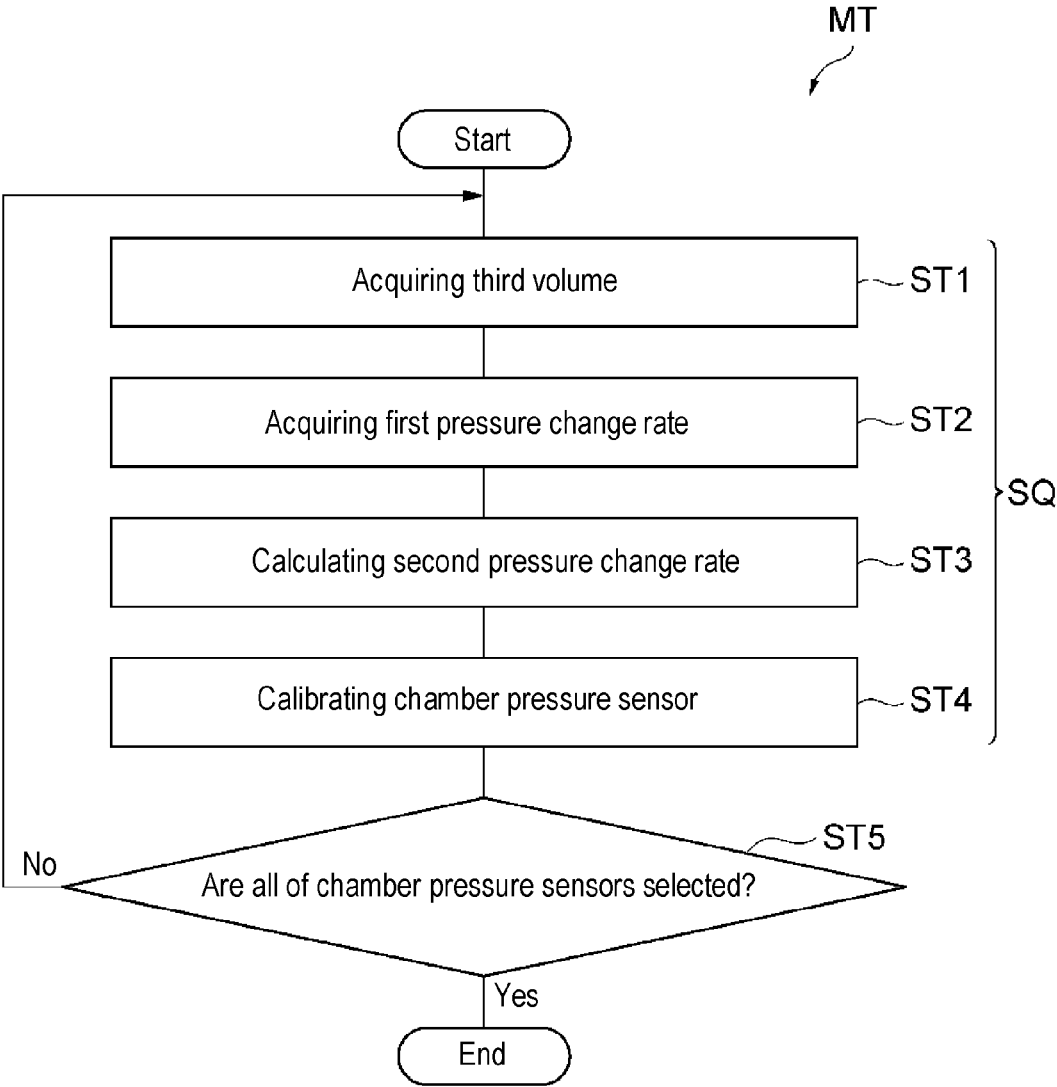 MT
Start
Acquiring third volume
ST1
Acquiring first pressure change rate
ST2
SQ
Calculating second pressure change rate
ST3
Calibrating chamber pressure sensor
ST4
ST5
No
Are all of chamber pressure sensors selected?
Yes
End